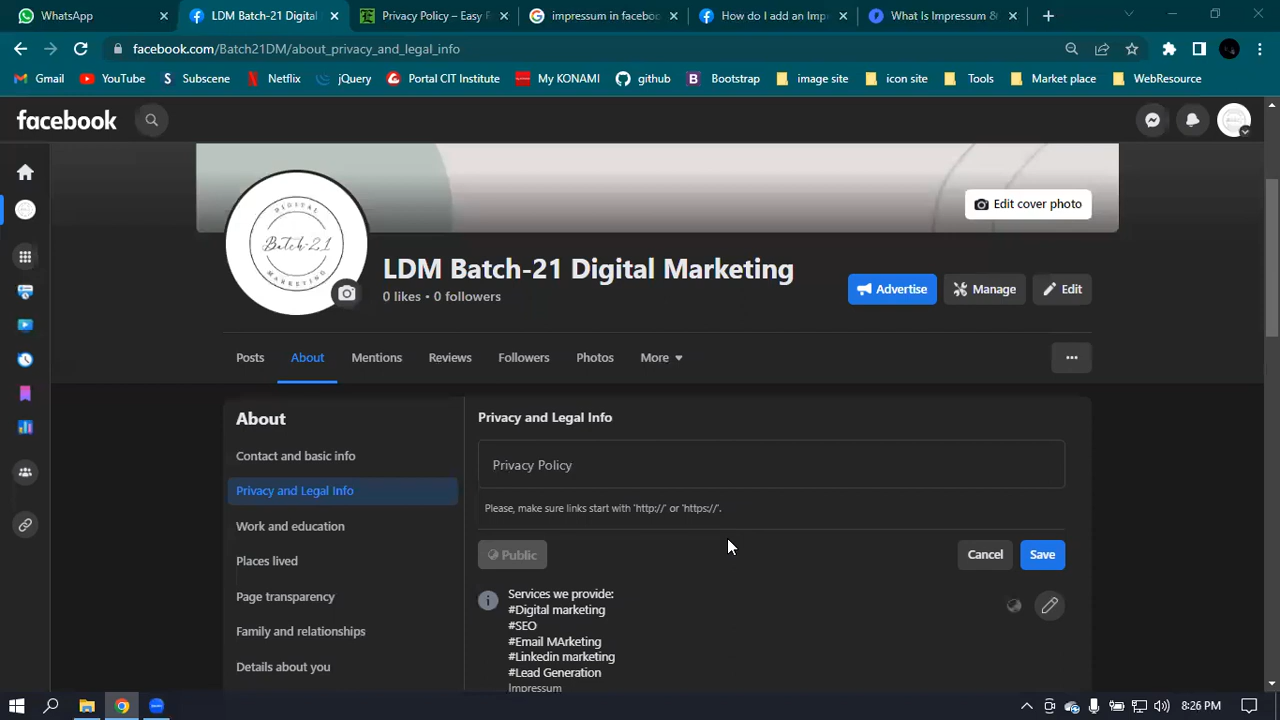 WhatsApp
LDM Batch-21 Digital
Privacy Policy – Easy F
impressum in faceboo
How do I add an Imp
What Is Impressum &
facebook.com/Batch21DM/about_privacy_and_legal_info
Gmail
YouTube
Subscene
Netflix
jQuery
Portal CIT Institute
My KONAMI
github
Bootstrap
image site
icon site
Tools
Market place
WebResource
facebook
Edit cover photo
DIGITAL
Batch-21
MARKETING
LDM Batch-21 Digital Marketing
0 likes • 0 followers
Advertise
Manage
Edit
Posts
About
Mentions
Reviews
Followers
Photos
More
About
Contact and basic info
Privacy and Legal Info
Work and education
Places lived
Page transparency
Family and relationships
Details about you
Privacy and Legal Info
Privacy Policy
Please, make sure links start with 'http://' or 'https://'.
Public
Cancel
Save
Services we provide:
#Digital marketing
#SEO
#Email MArketing
#Linkedin marketing
#Lead Generation
Impressum
8:26 PM